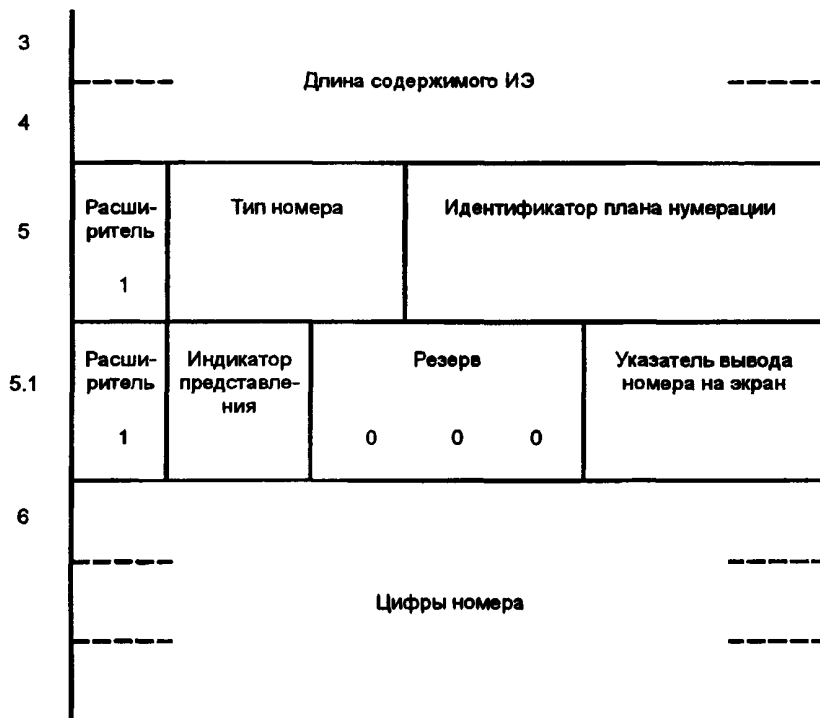 3
Длина содержимого ИЭ
4
5
Расши-
ритель
1
Тип номера
Идентификатор плана нумерации
5.1
Расши-
ритель
1
Индикатор
представле-
ния
Резерв
0 0 0
Указатель вывода
номера на экран
6
Цифры номера